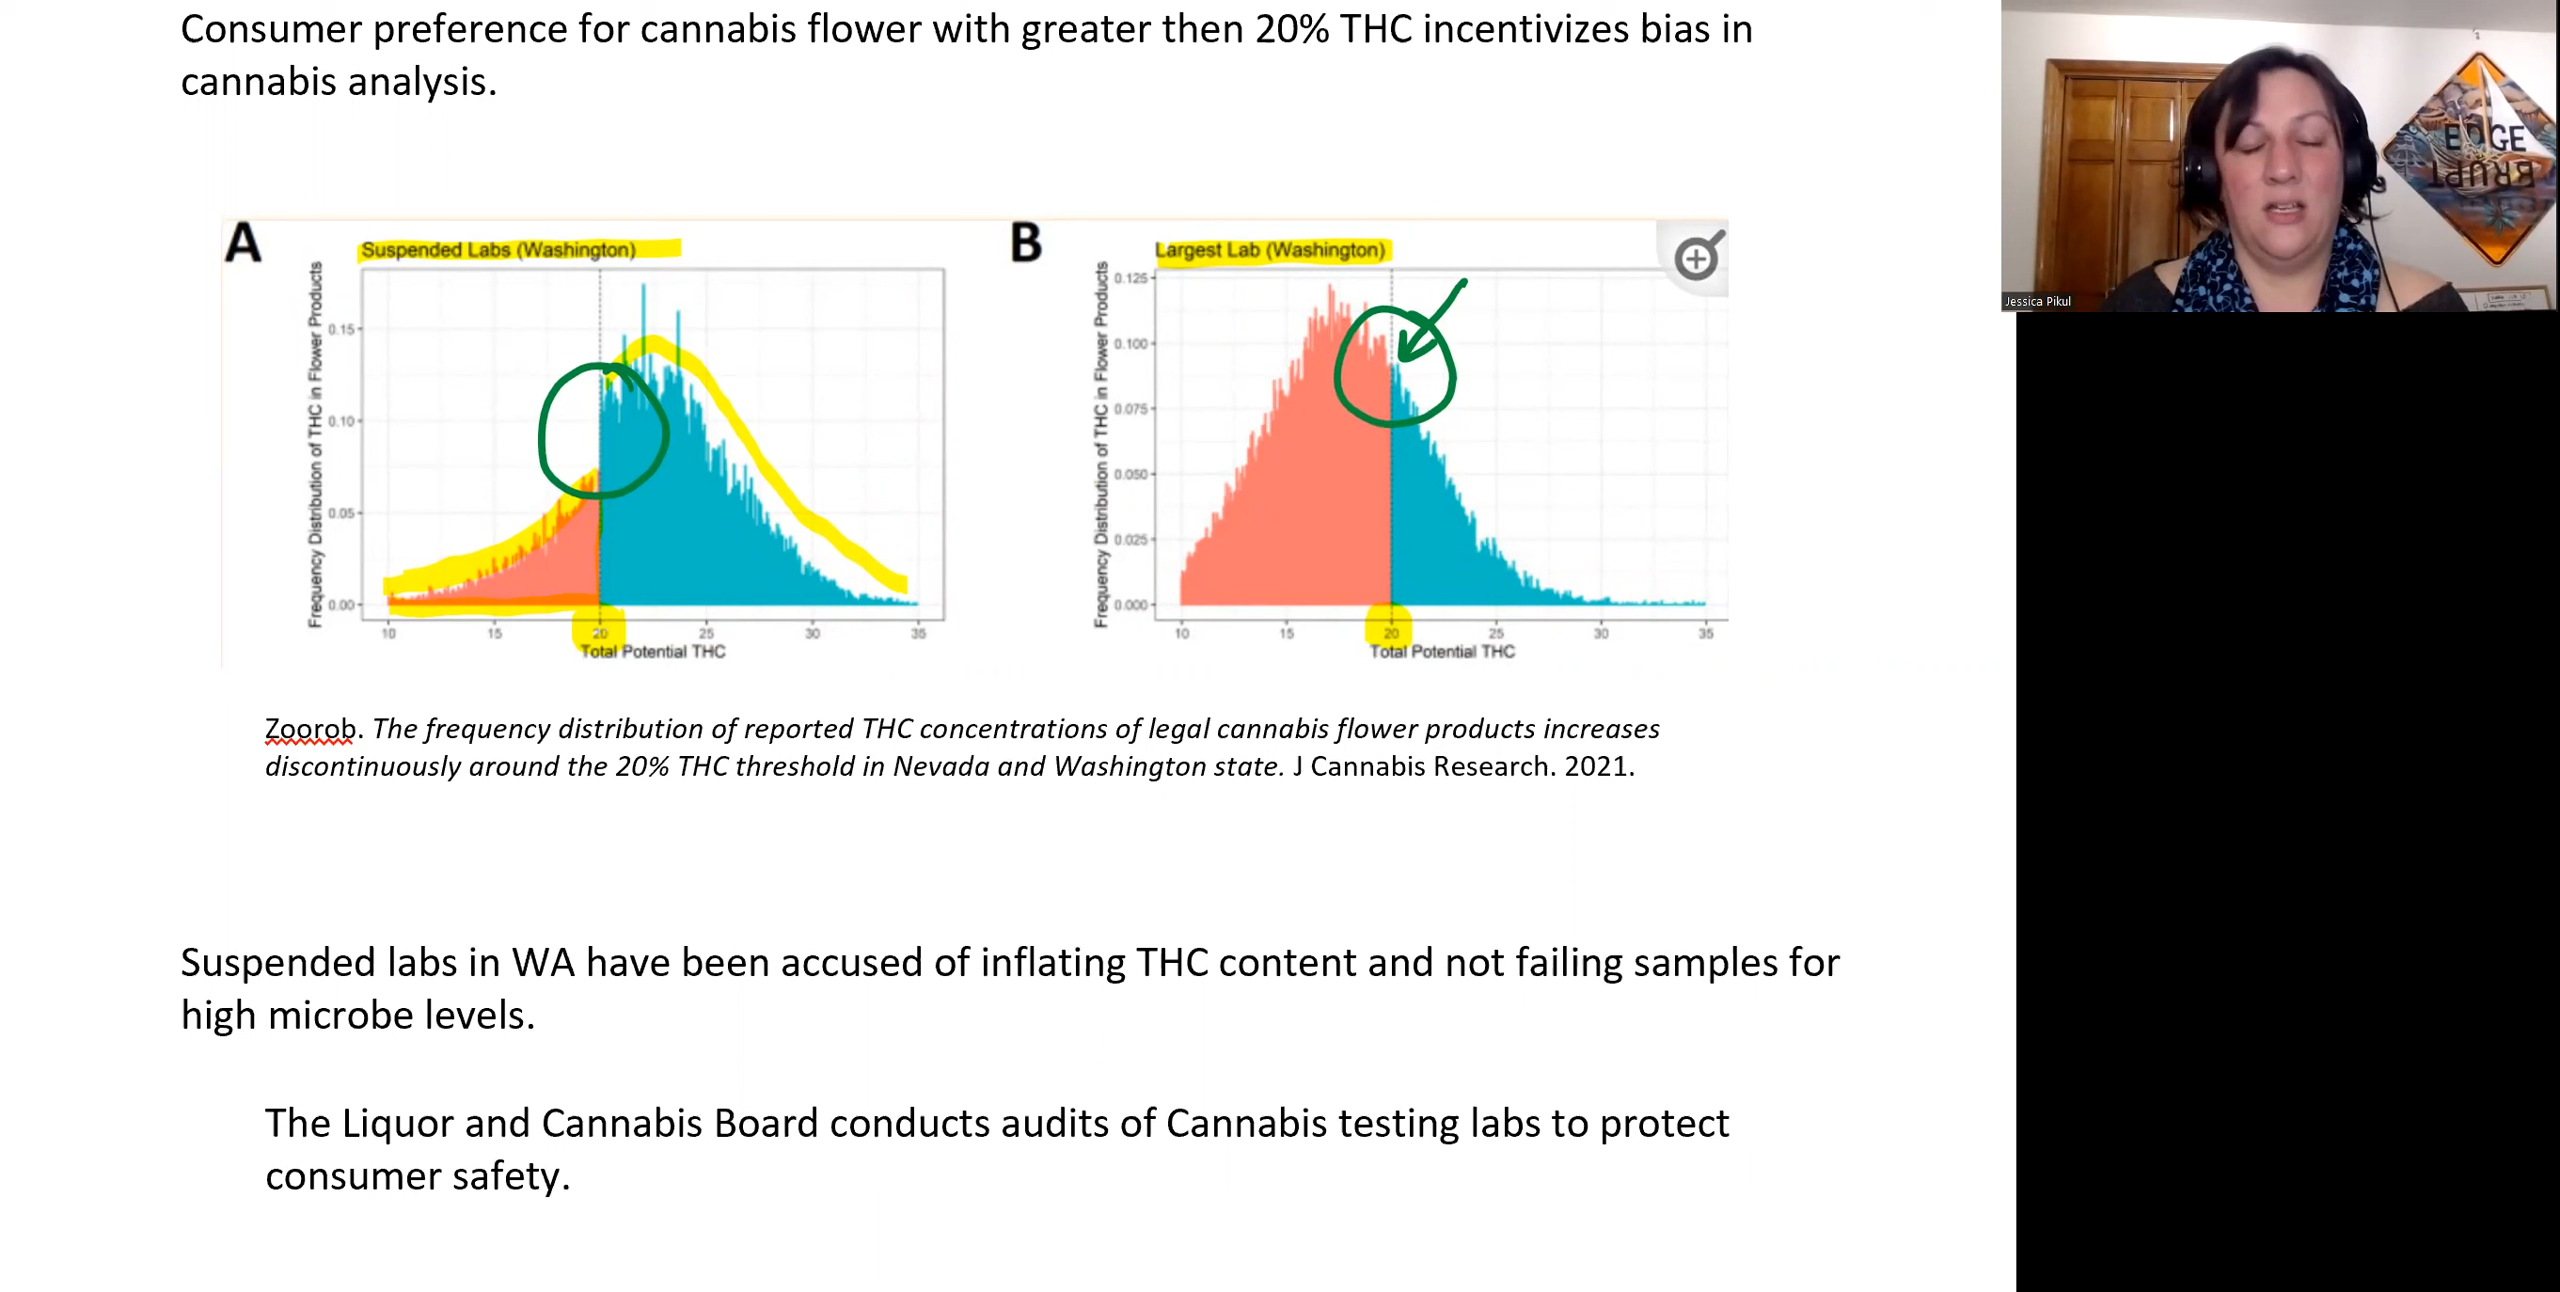 Consumer preference for cannabis flower with greater then 20% THC incentivizes bias in
cannabis analysis.
A
Suspended Labs (Washington)
Frequency Distribution of THC in Flower Products
0.15
0.10
0.05
0.00
10 15 20 25 30 35
Total Potential THC
B
Largest Lab (Washington)
Frequency Distribution of THC in Flower Products
0.125
0.100
0.075
0.050
0.025
0.000
10 15 20 25 30 35
Total Potential THC
Zoorob. The frequency distribution of reported THC concentrations of legal cannabis flower products increases
discontinuously around the 20% THC threshold in Nevada and Washington state. J Cannabis Research. 2021.
Suspended labs in WA have been accused of inflating THC content and not failing samples for
high microbe levels.
The Liquor and Cannabis Board conducts audits of Cannabis testing labs to protect
consumer safety.
EDGE
Jessica Pikul